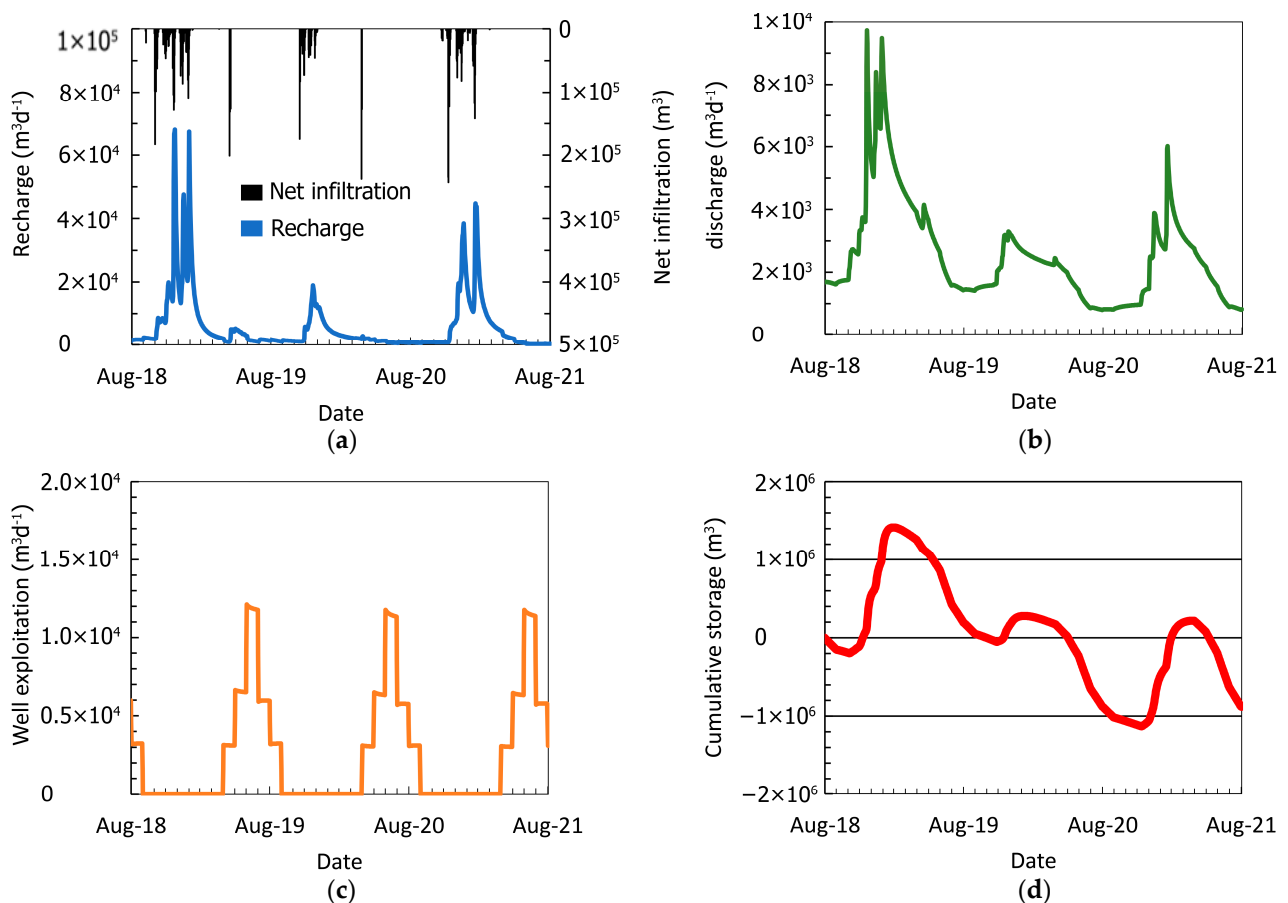 1×10⁵
8×10⁴
6×10⁴
4×10⁴
2×10⁴
0
Recharge (m³d⁻¹)
0
1×10⁵
2×10⁵
3×10⁵
4×10⁵
5×10⁵
Net infiltration (m³)
Net infiltration
Recharge
Aug-18 Aug-19 Aug-20 Aug-21
Date
(a)
1×10⁴
8×10³
6×10³
4×10³
2×10³
0
discharge (m³d⁻¹)
Aug-18 Aug-19 Aug-20 Aug-21
Date
(b)
2.0×10⁴
1.5×10⁴
1.0×10⁴
0.5×10⁴
0
Well exploitation (m³d⁻¹)
Aug-18 Aug-19 Aug-20 Aug-21
Date
(c)
2×10⁶
1×10⁶
0
−1×10⁶
−2×10⁶
Cumulative storage (m³)
Aug-18 Aug-19 Aug-20 Aug-21
Date
(d)